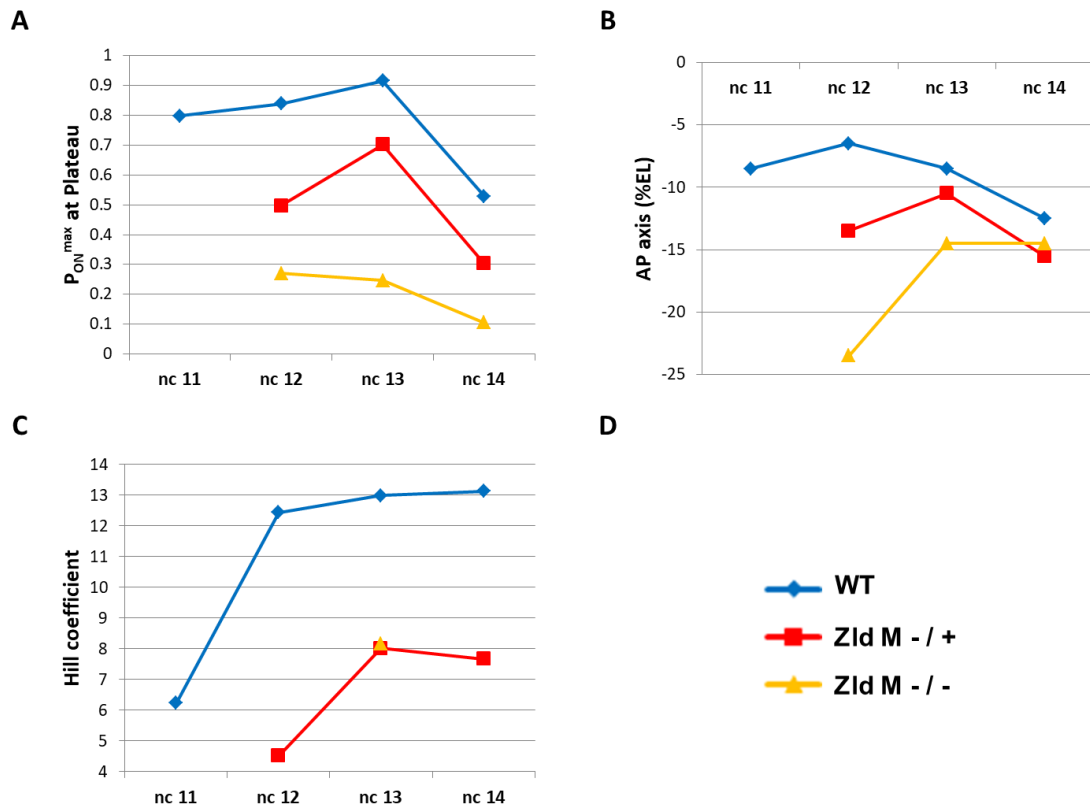 A
P_ON^max at Plateau
1
0.9
0.8
0.7
0.6
0.5
0.4
0.3
0.2
0.1
0
nc 11 nc 12 nc 13 nc 14
B
AP axis (%EL)
0
-5
-10
-15
-20
-25
nc 11 nc 12 nc 13 nc 14
C
Hill coefficient
14
13
12
11
10
9
8
7
6
5
4
nc 11 nc 12 nc 13 nc 14
D
WT
Zld M - / +
Zld M - / -